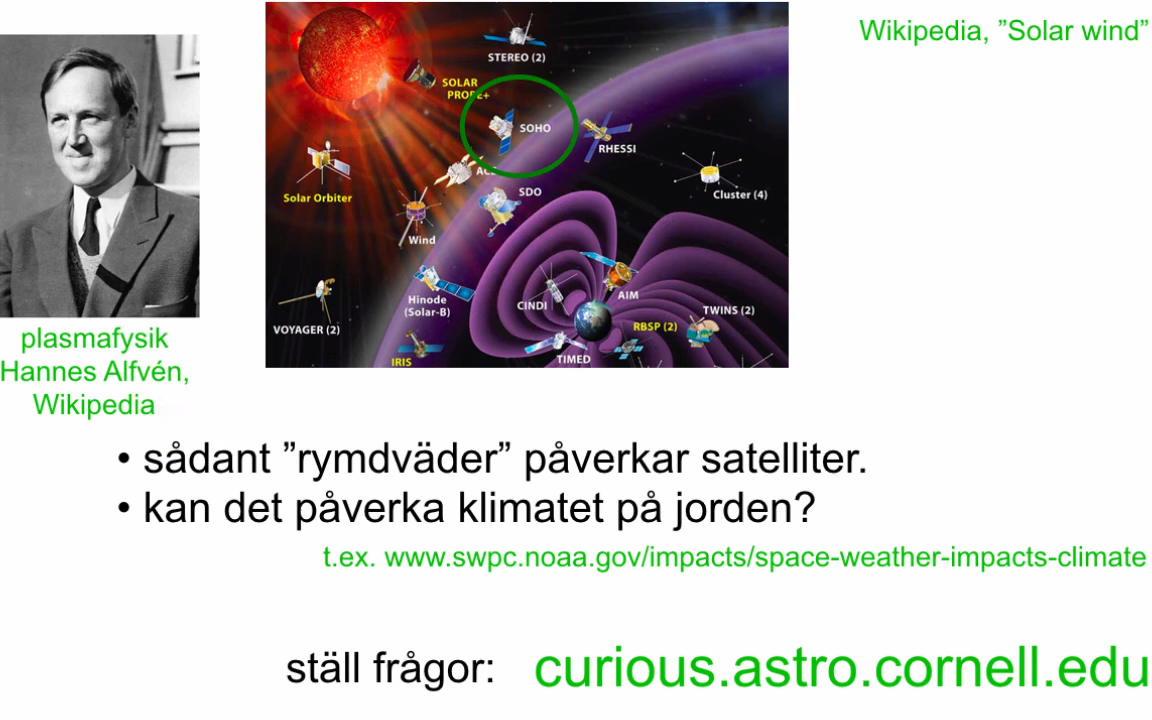 Wikipedia, ”Solar wind”
STEREO (2)
SOLAR
PROBE+
SOHO
RHESSI
ACE
SDO
Cluster (4)
Solar Orbiter
Wind
Hinode
(Solar-B)
CINDI
AIM
VOYAGER (2)
TWINS (2)
RBSP (2)
TIMED
IRIS
plasmafysik
Hannes Alfvén,
Wikipedia
• sådant ”rymdväder” påverkar satelliter.
• kan det påverka klimatet på jorden?
t.ex. www.swpc.noaa.gov/impacts/space-weather-impacts-climate
ställ frågor: curious.astro.cornell.edu